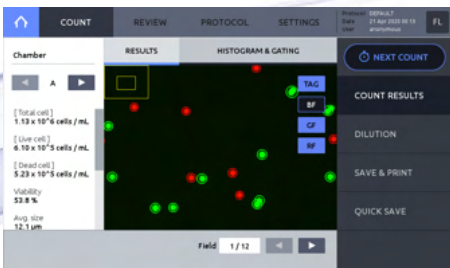 COUNT
REVIEW
PROTOCOL
SETTINGS
Protocol DEFAULT
Date 21 Apr 2020 00 13
User anonymous
FL
Chamber
A
[Total cell]
1.13 x 10^6 cells / mL
[Live cell]
6.10 x 10^5 cells / mL
[Dead cell]
5.23 x 10^5 cells / mL
Viability
53.8 %
Avg. size
12.1 um
RESULTS
HISTOGRAM & GATING
TAG
BF
GF
RF
Field 1 / 12
NEXT COUNT
COUNT RESULTS
DILUTION
SAVE & PRINT
QUICK SAVE